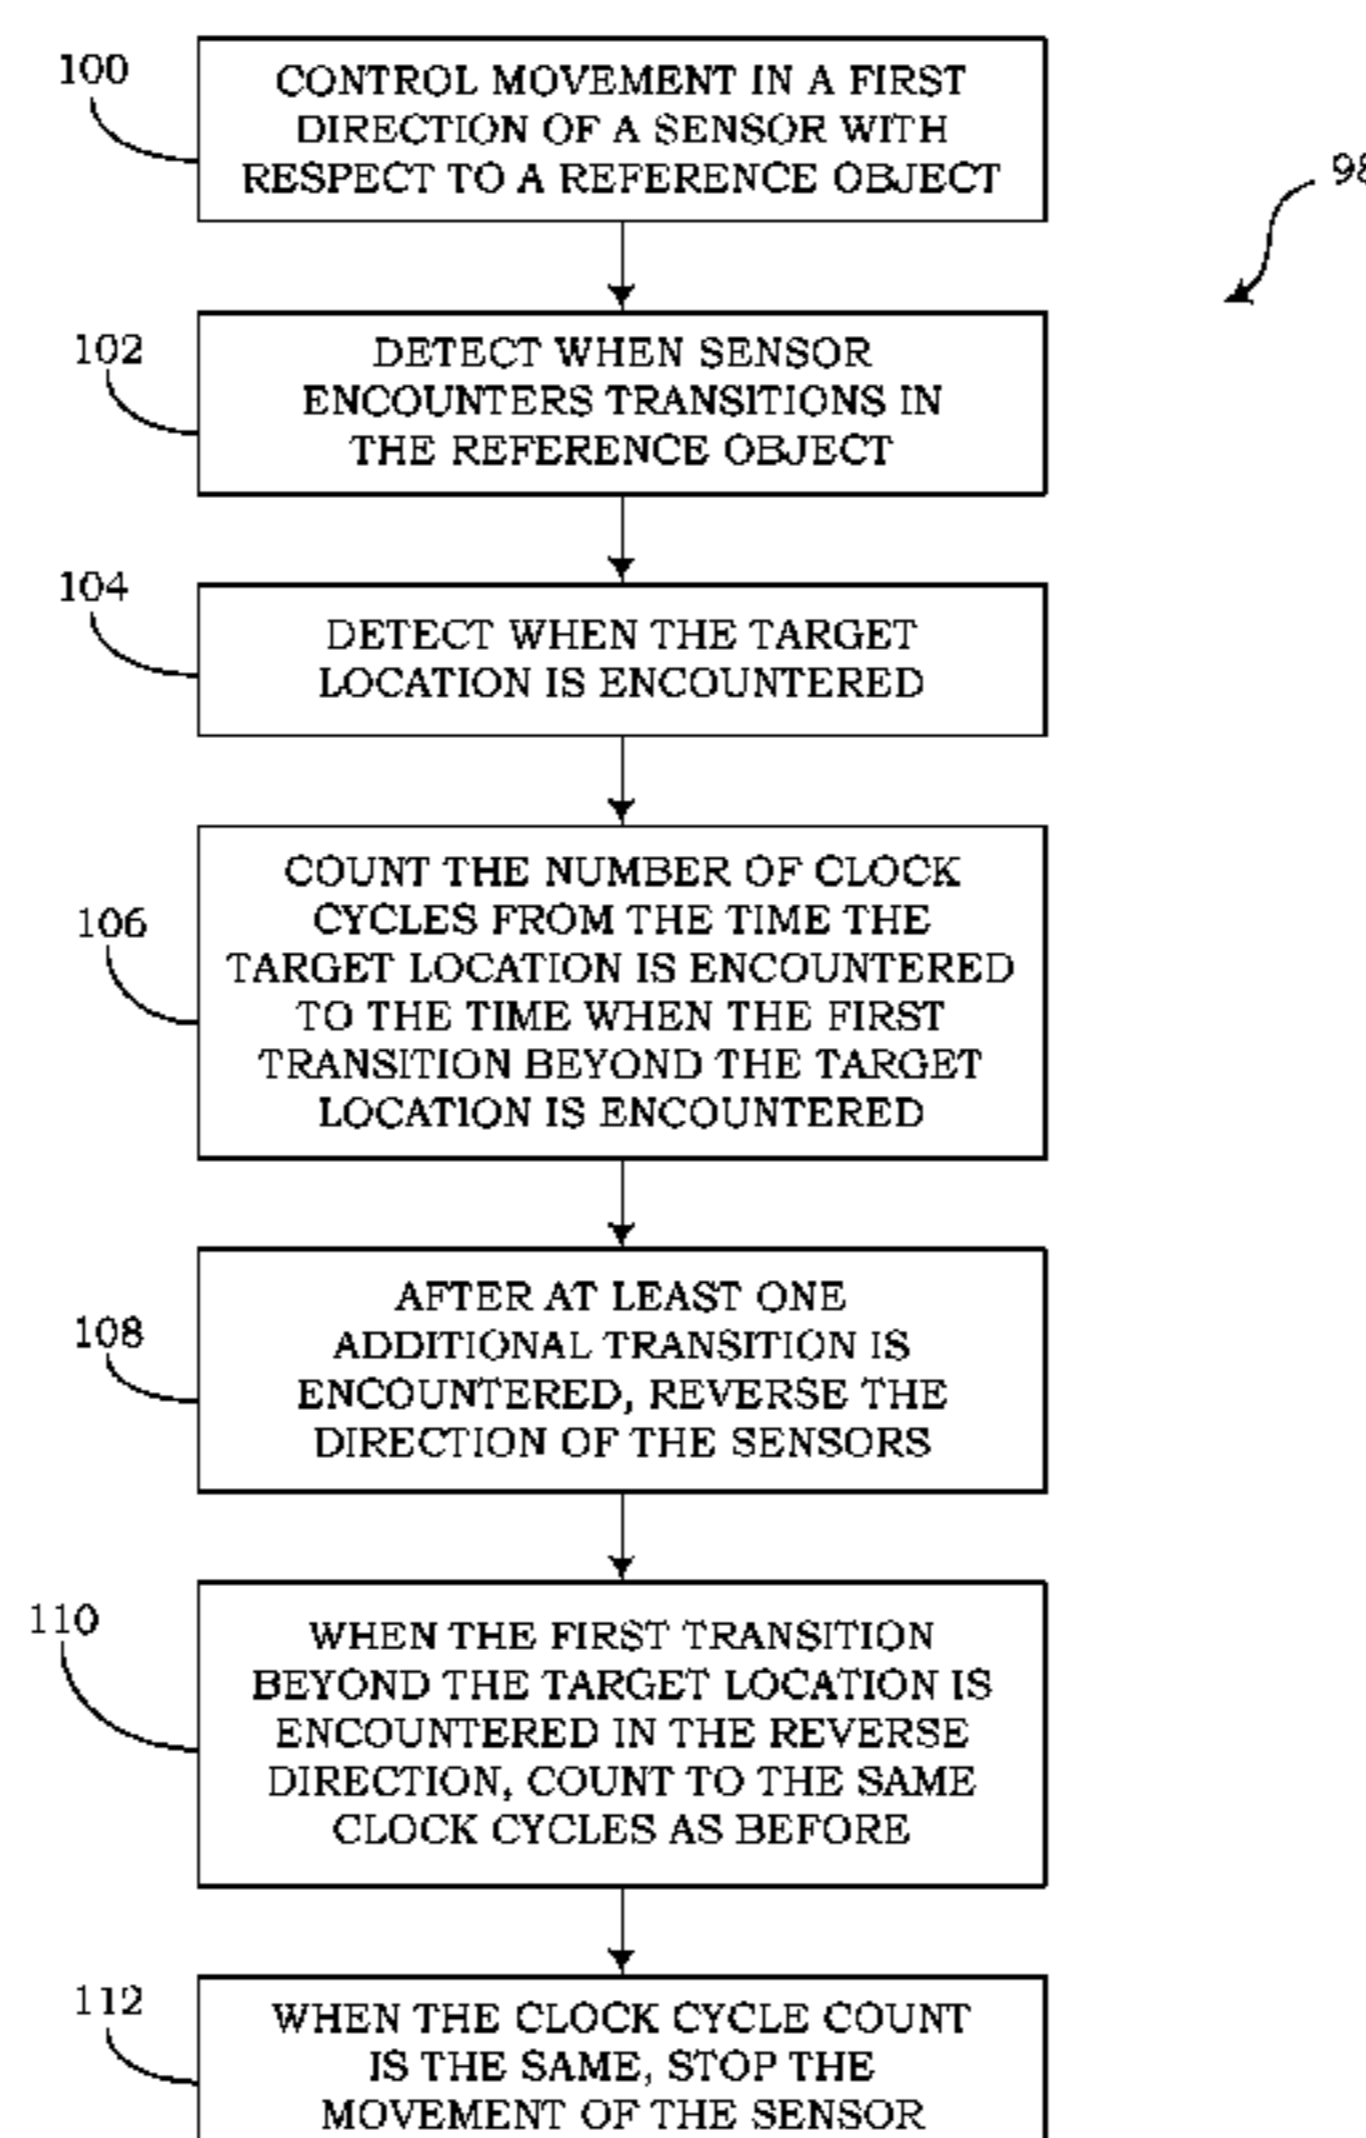 100
CONTROL MOVEMENT IN A FIRST
DIRECTION OF A SENSOR WITH
RESPECT TO A REFERENCE OBJECT
98
102
DETECT WHEN SENSOR
ENCOUNTERS TRANSITIONS IN
THE REFERENCE OBJECT
104
DETECT WHEN THE TARGET
LOCATION IS ENCOUNTERED
106
COUNT THE NUMBER OF CLOCK
CYCLES FROM THE TIME THE
TARGET LOCATION IS ENCOUNTERED
TO THE TIME WHEN THE FIRST
TRANSITION BEYOND THE TARGET
LOCATION IS ENCOUNTERED
108
AFTER AT LEAST ONE
ADDITIONAL TRANSITION IS
ENCOUNTERED, REVERSE THE
DIRECTION OF THE SENSORS
110
WHEN THE FIRST TRANSITION
BEYOND THE TARGET LOCATION IS
ENCOUNTERED IN THE REVERSE
DIRECTION, COUNT TO THE SAME
CLOCK CYCLES AS BEFORE
112
WHEN THE CLOCK CYCLE COUNT
IS THE SAME, STOP THE
MOVEMENT OF THE SENSOR